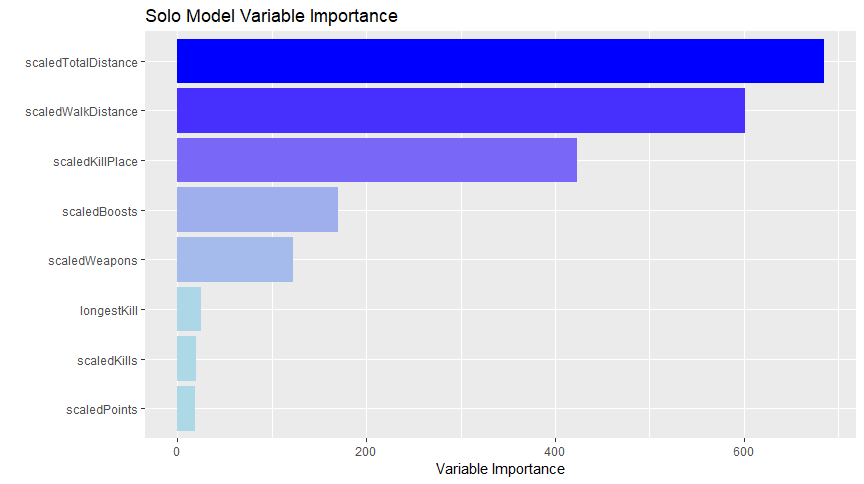 Solo Model Variable Importance
scaledTotalDistance
scaledWalkDistance
scaledKillPlace
scaledBoosts
scaledWeapons
longestKill
scaledKills
scaledPoints
0 200 400 600
Variable Importance